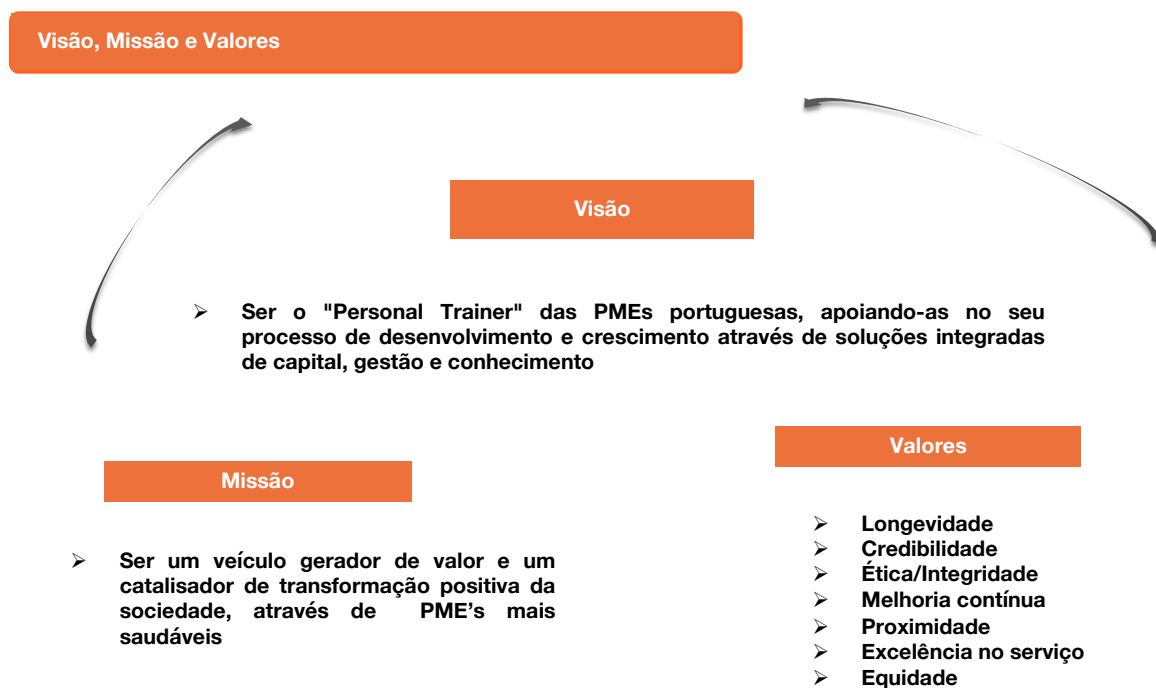 Visão, Missão e Valores
Visão
➢ Ser o "Personal Trainer" das PMEs portuguesas, apoiando-as no seu
processo de desenvolvimento e crescimento através de soluções integradas
de capital, gestão e conhecimento
Missão
➢ Ser um veículo gerador de valor e um
catalisador de transformação positiva da
sociedade, através de PME’s mais
saudáveis
Valores
➢ Longevidade
➢ Credibilidade
➢ Ética/Integridade
➢ Melhoria contínua
➢ Proximidade
➢ Excelência no serviço
➢ Equidade